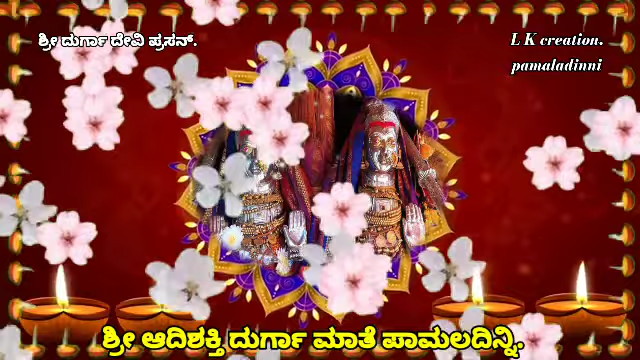 ಶ್ರೀ ದುರ್ಗಾ ದೇವಿ ಪ್ರಸನ್.
L K creation.
pamaladinni
ಶ್ರೀ ಆದಿಶಕ್ತಿ ದುರ್ಗಾ ಮಾತೆ ಪಾಮಲದಿನ್ನಿ.